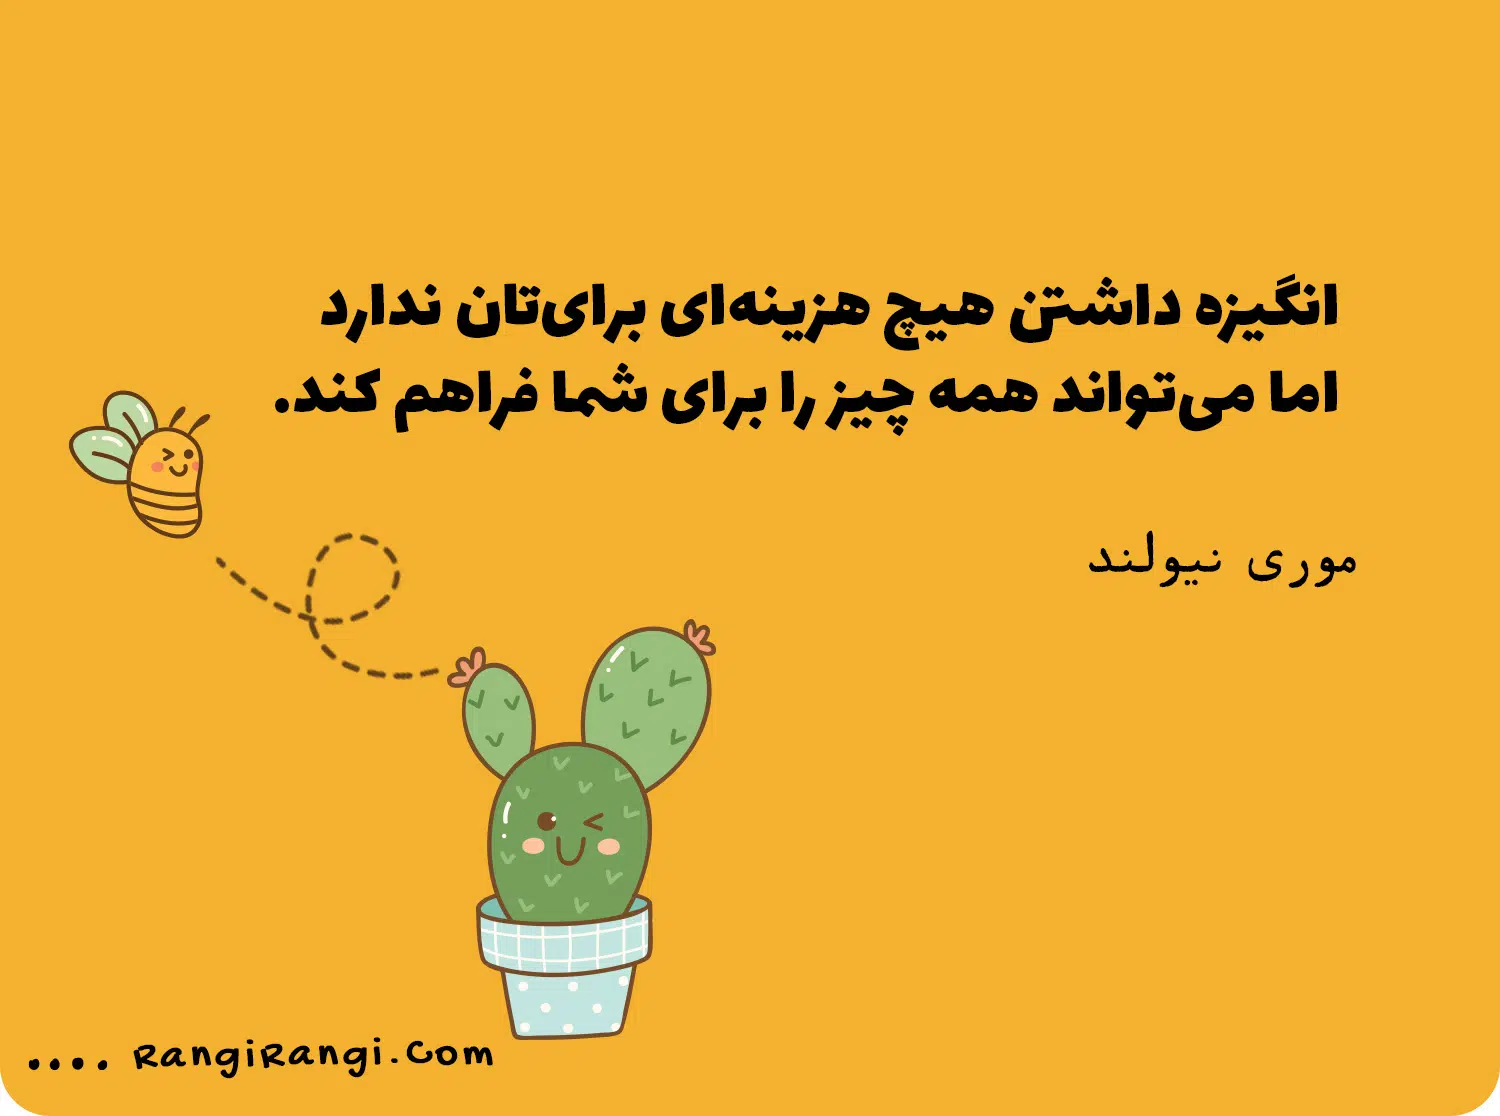 انگیزه داشتن هیچ هزینه‌ای برای‌تان ندارد
اما می‌تواند همه چیز را برای شما فراهم کند.
موری نیولند
.... RangiRangi.Com